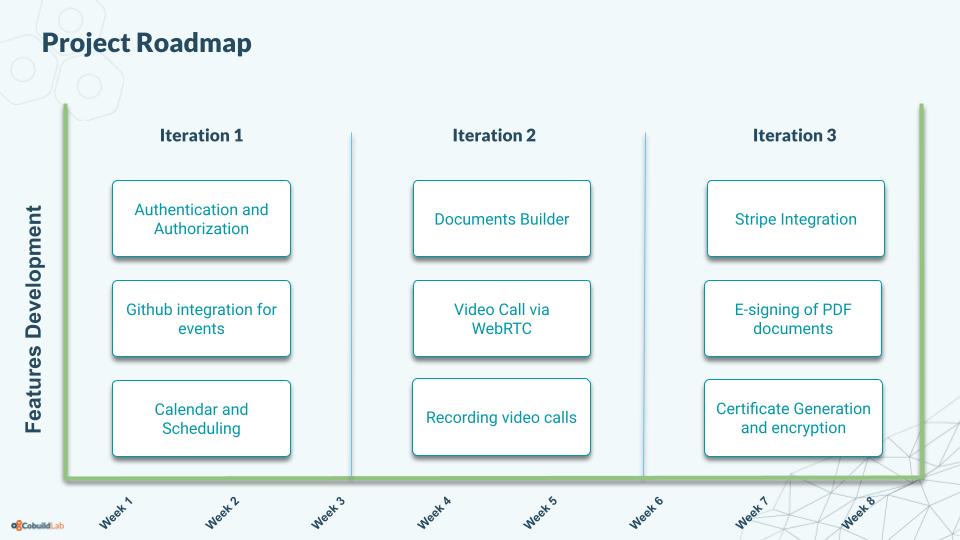 Project Roadmap
Iteration 1
Iteration 2
Iteration 3
Features Development
Authentication and
Authorization
Documents Builder
Stripe Integration
Github integration for
events
Video Call via
WebRTC
E-signing of PDF
documents
Calendar and
Scheduling
Recording video calls
Certificate Generation
and encryption
Week 1
Week 2
Week 3
Week 4
Week 5
Week 6
Week 7
Week 8
CobuildLab